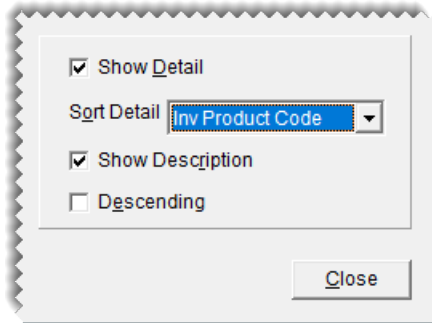 Show Detail
Sort Detail Inv Product Code
Show Description
Descending
Close